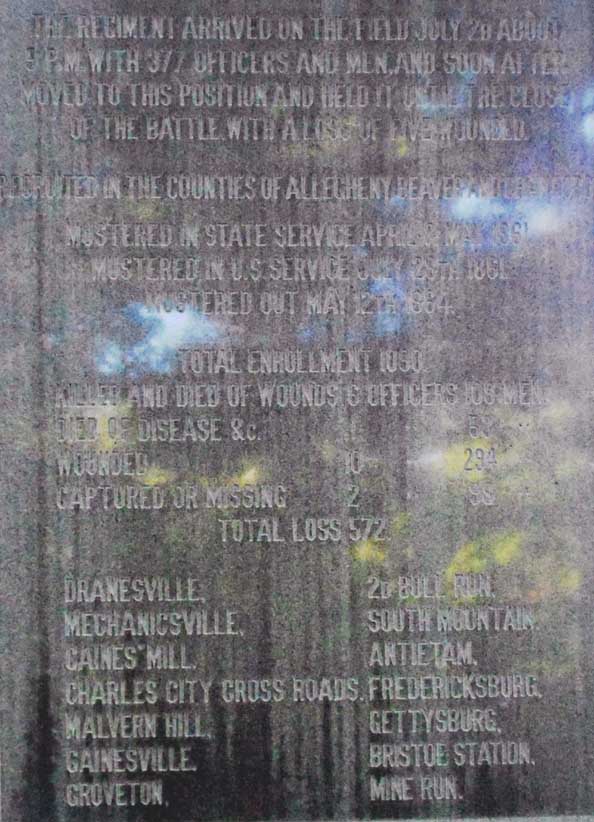 THE REGIMENT ARRIVED ON THE FIELD JULY 2D ABOUT
5 P.M. WITH 377 OFFICERS AND MEN, AND SOON AFTER
MOVED TO THIS POSITION AND HELD IT UNTIL THE CLOSE
OF THE BATTLE WITH A LOSS OF FIVE WOUNDED.
RECRUITED IN THE COUNTIES OF ALLEGHENY, BEAVER
MUSTERED IN STATE SERVICE APRIL & MAY 1861.
MUSTERED IN U.S. SERVICE JULY 1861.
MUSTERED OUT MAY 12TH 1864.
TOTAL ENROLLMENT
KILLED AND DIED OF WOUNDS 6 OFFICERS MEN.
DIED OF DISEASE &c.
WOUNDED 10 294
CAPTURED OR MISSING 2
TOTAL LOSS 572.
DRANESVILLE,
MECHANICSVILLE,
GAINES' MILL,
CHARLES CITY CROSS ROADS,
MALVERN HILL,
GAINESVILLE,
GROVETON,
2D BULL RUN,
SOUTH MOUNTAIN,
ANTIETAM,
FREDERICKSBURG,
GETTYSBURG,
BRISTOE STATION,
MINE RUN.